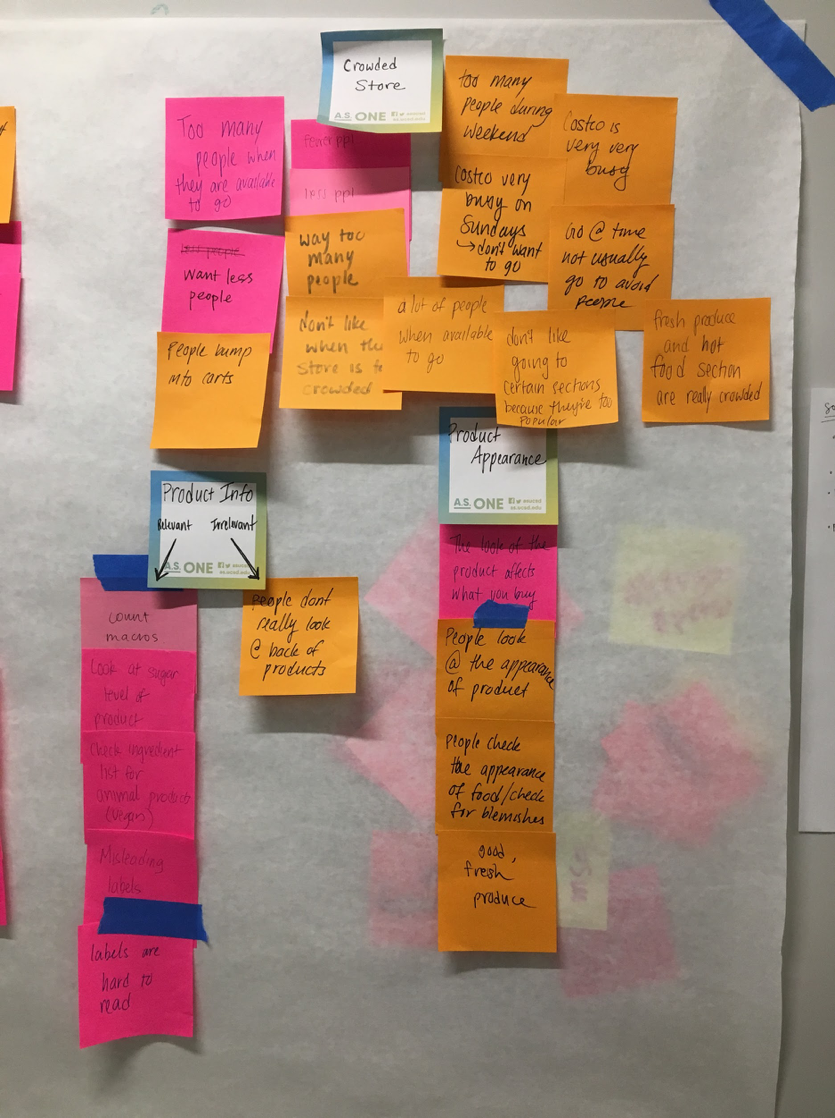 Crowded
Store
A.S. ONE
Too many
people when
they are available
to go
fewer ppl
less ppl
too many
people during
weekend
Costco is
very very
busy
Costco very
busy on
Sundays
→ don't want
to go
Go @ time
not usually
go to avoid
people
less people
want less
people
way too
many
people
People bump
into carts
don't like
when the
store is
crowded
a lot of people
when available
to go
don't like
going to
certain sections
because they're too
popular
fresh produce
and hot
food section
are really crowded
Product Info
Relevant Irrelevant
A.S. ONE
count
macros
Look at sugar
level of
product
Check ingredient
list for
animal products
(vegan)
Misleading
labels
labels are
hard to
read
People dont
really look
@ back of
products
Product
Appearance
A.S. ONE
The look of the
product affects
what you buy
People look
@ the appearance
of product
People check
the appearance
of food/check
for blemishes
good,
fresh
produce